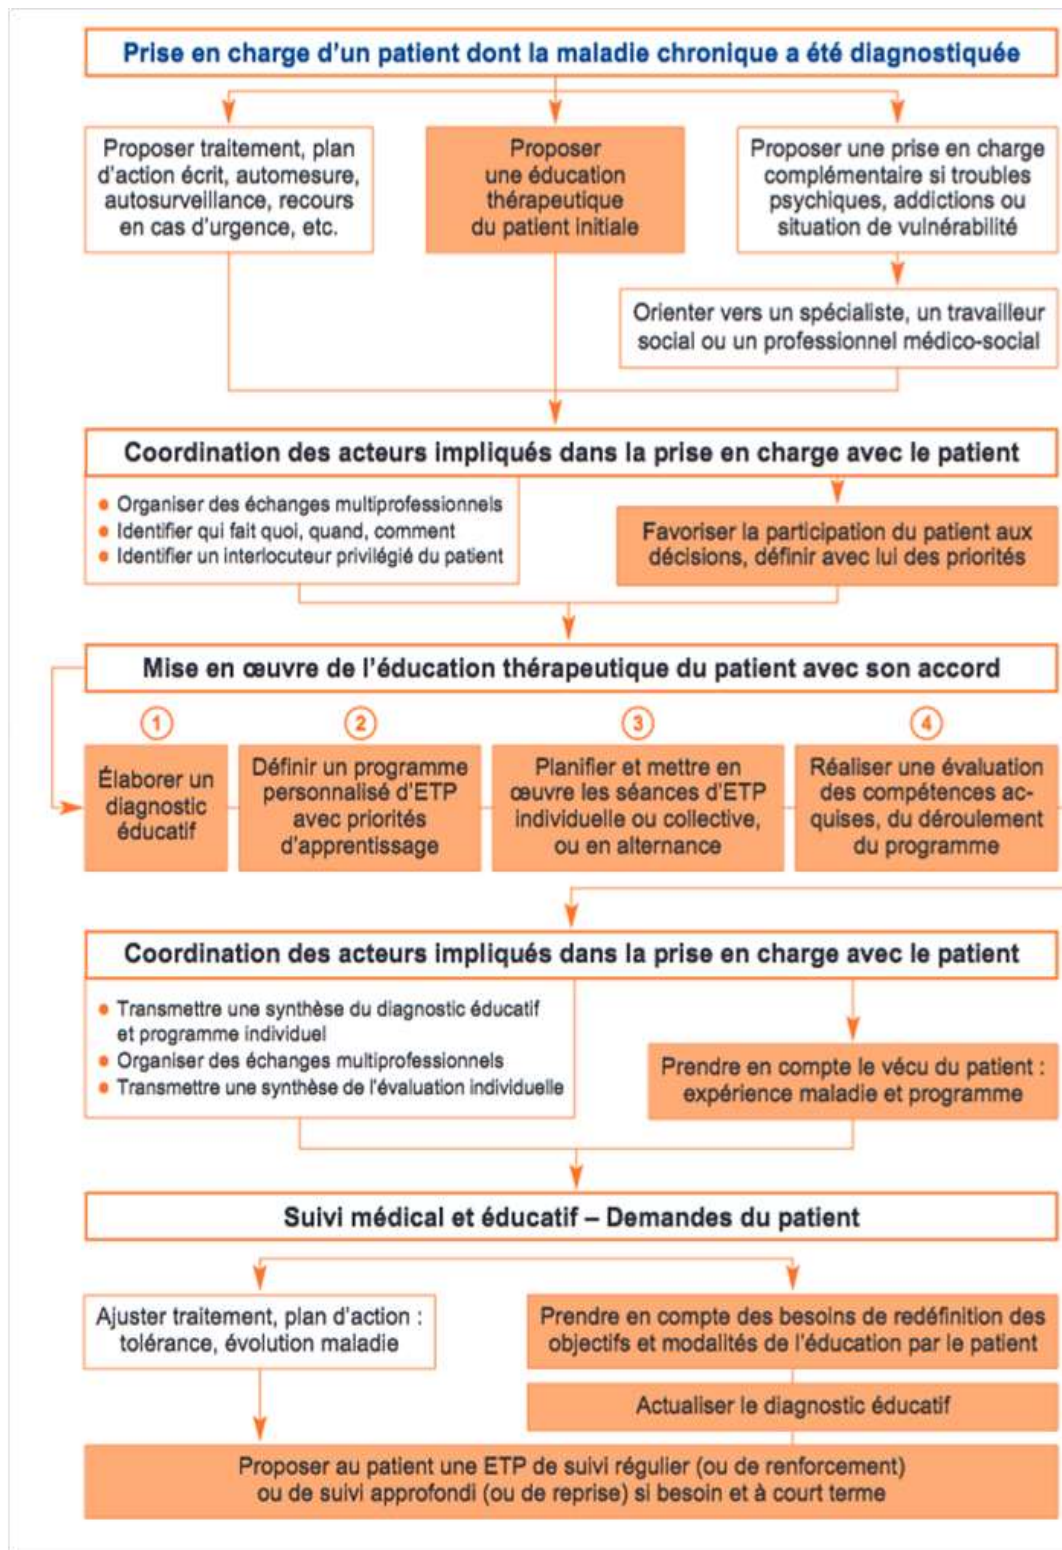 Prise en charge d'un patient dont la maladie chronique a été diagnostiquée
Proposer traitement, plan
d'action écrit, automesure,
autosurveillance, recours
en cas d'urgence, etc.
Proposer
une éducation
thérapeutique
du patient initiale
Proposer une prise en charge
complémentaire si troubles
psychiques, addictions ou
situation de vulnérabilité
Orienter vers un spécialiste, un travailleur
social ou un professionnel médico-social
Coordination des acteurs impliqués dans la prise en charge avec le patient
• Organiser des échanges multiprofessionnels
• Identifier qui fait quoi, quand, comment
• Identifier un interlocuteur privilégié du patient
Favoriser la participation du patient aux
décisions, définir avec lui des priorités
Mise en œuvre de l'éducation thérapeutique du patient avec son accord
1
Élaborer un
diagnostic
éducatif
2
Définir un programme
personnalisé d'ETP
avec priorités
d'apprentissage
3
Planifier et mettre en
œuvre les séances d'ETP
individuelle ou collective,
ou en alternance
4
Réaliser une évaluation
des compétences ac-
quises, du déroulement
du programme
Coordination des acteurs impliqués dans la prise en charge avec le patient
• Transmettre une synthèse du diagnostic éducatif
et programme individuel
• Organiser des échanges multiprofessionnels
• Transmettre une synthèse de l'évaluation individuelle
Prendre en compte le vécu du patient :
expérience maladie et programme
Suivi médical et éducatif – Demandes du patient
Ajuster traitement, plan d'action :
tolérance, évolution maladie
Prendre en compte des besoins de redéfinition des
objectifs et modalités de l'éducation par le patient
Actualiser le diagnostic éducatif
Proposer au patient une ETP de suivi régulier (ou de renforcement)
ou de suivi approfondi (ou de reprise) si besoin et à court terme